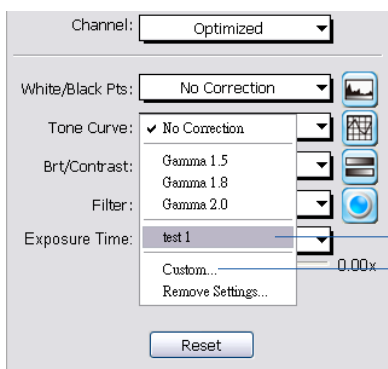 Channel: Optimized
White/Black Pts: No Correction
Tone Curve: ✓ No Correction
Gamma 1.5
Brt/Contrast:
Gamma 1.8
Filter: Gamma 2.0
Exposure Time: test 1
0.00x
Custom...
Remove Settings...
Reset